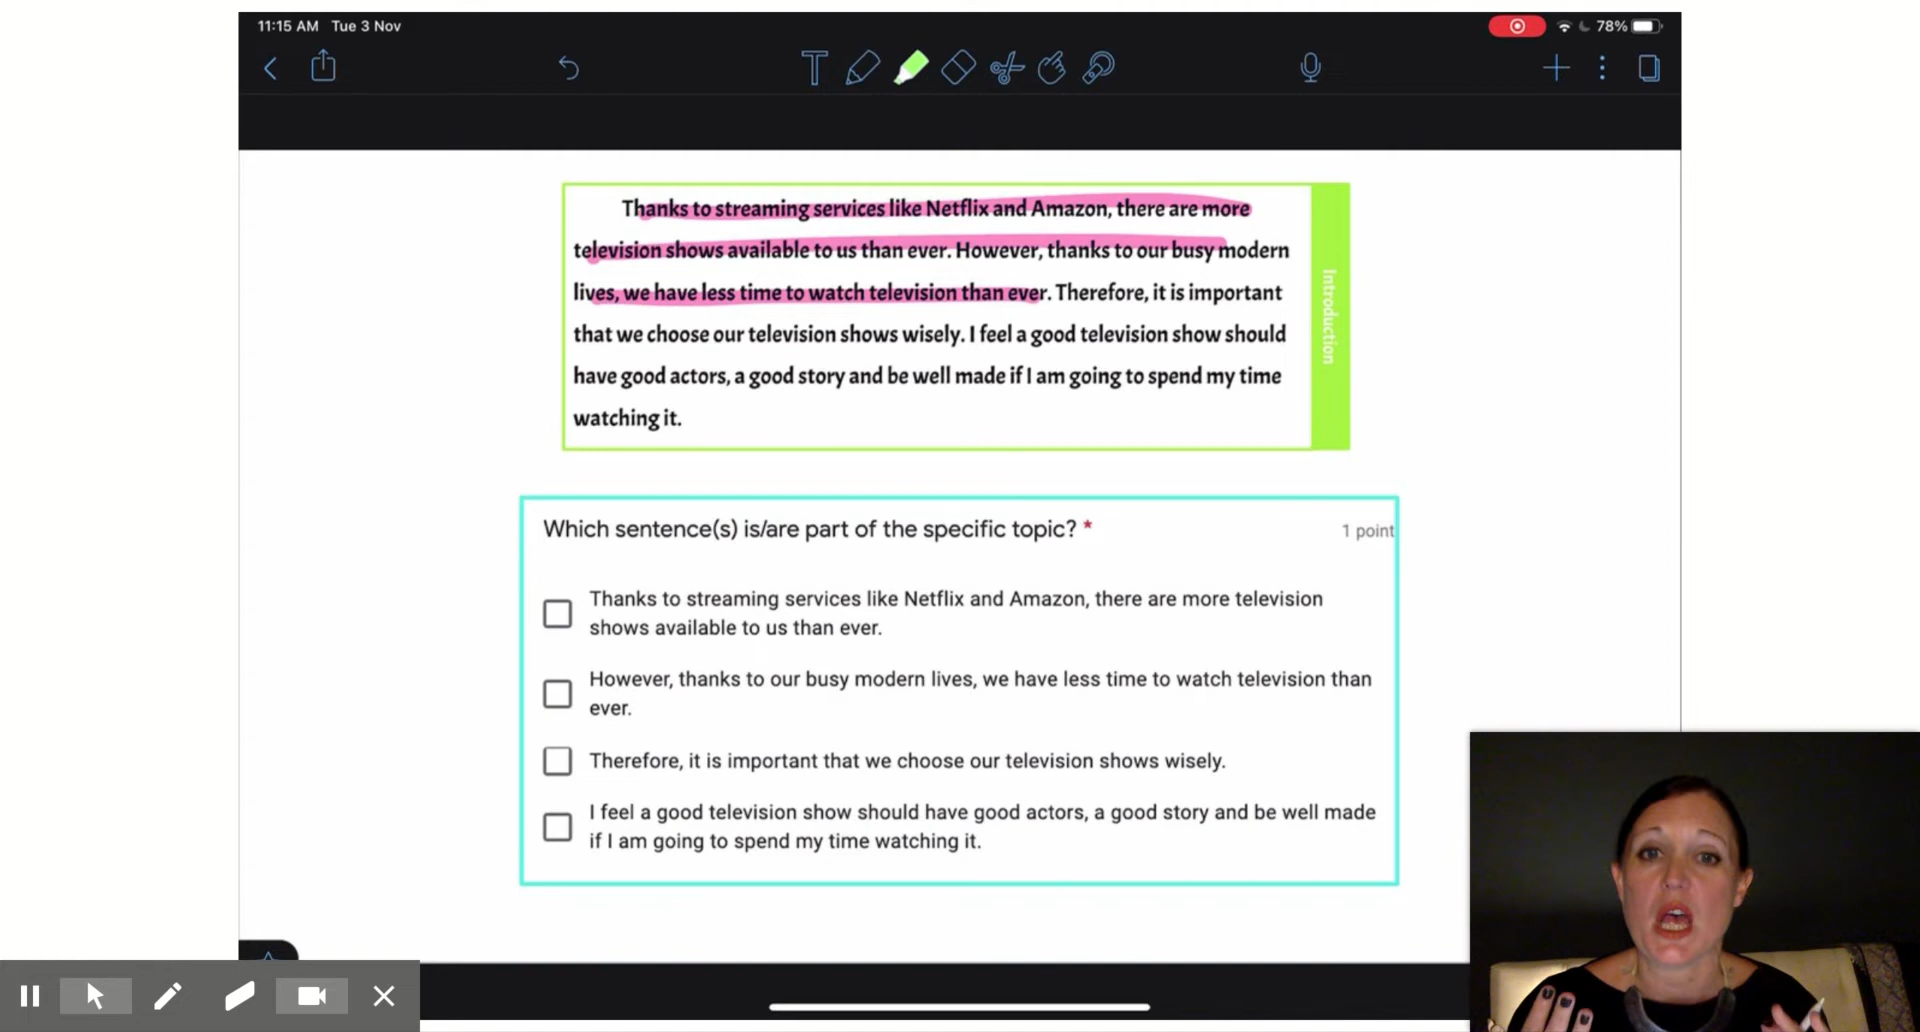 11:15 AM Tue 3 Nov
78%
Thanks to streaming services like Netflix and Amazon, there are more
television shows available to us than ever. However, thanks to our busy modern
lives, we have less time to watch television than ever. Therefore, it is important
that we choose our television shows wisely. I feel a good television show should
have good actors, a good story and be well made if I am going to spend my time
watching it.
Introduction
Which sentence(s) is/are part of the specific topic? *
1 point
Thanks to streaming services like Netflix and Amazon, there are more television
shows available to us than ever.
However, thanks to our busy modern lives, we have less time to watch television than
ever.
Therefore, it is important that we choose our television shows wisely.
I feel a good television show should have good actors, a good story and be well made
if I am going to spend my time watching it.